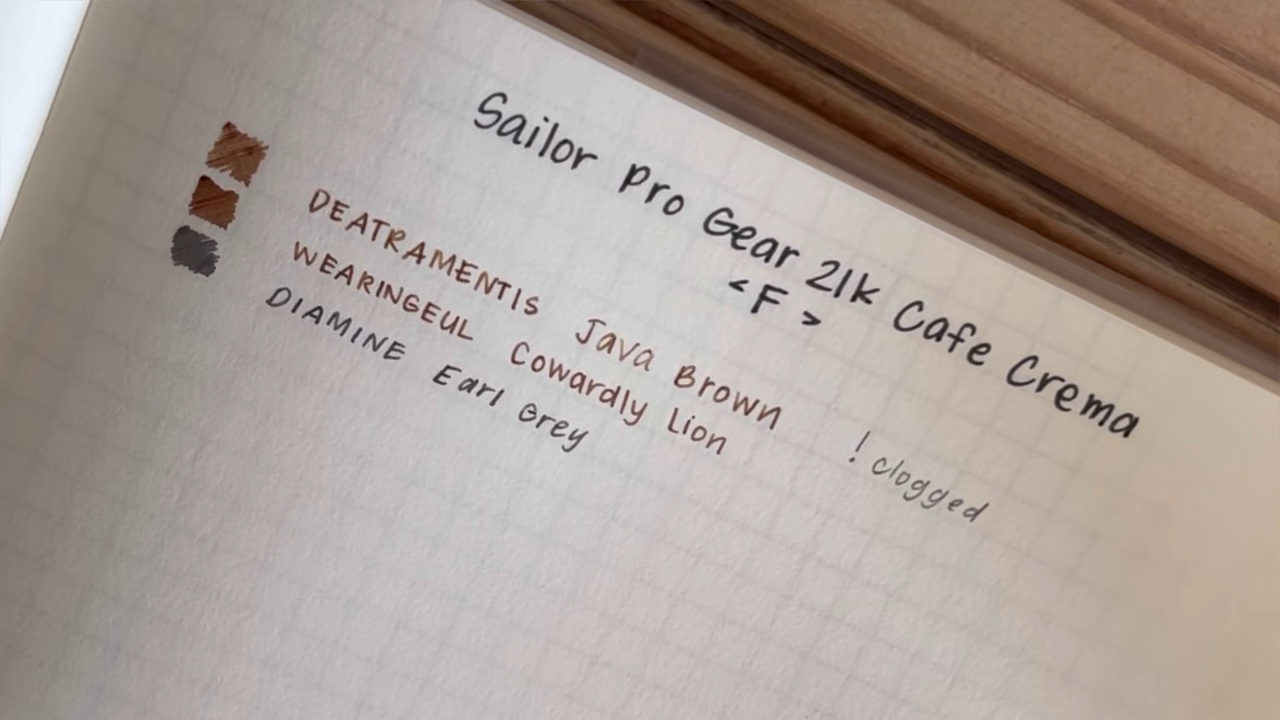 Sailor Pro Gear 21k Cafe Crema
<F>
DEATRAMENTIS Java Brown
WEARINGEUL Cowardly Lion ! clogged
DIAMINE Earl Grey